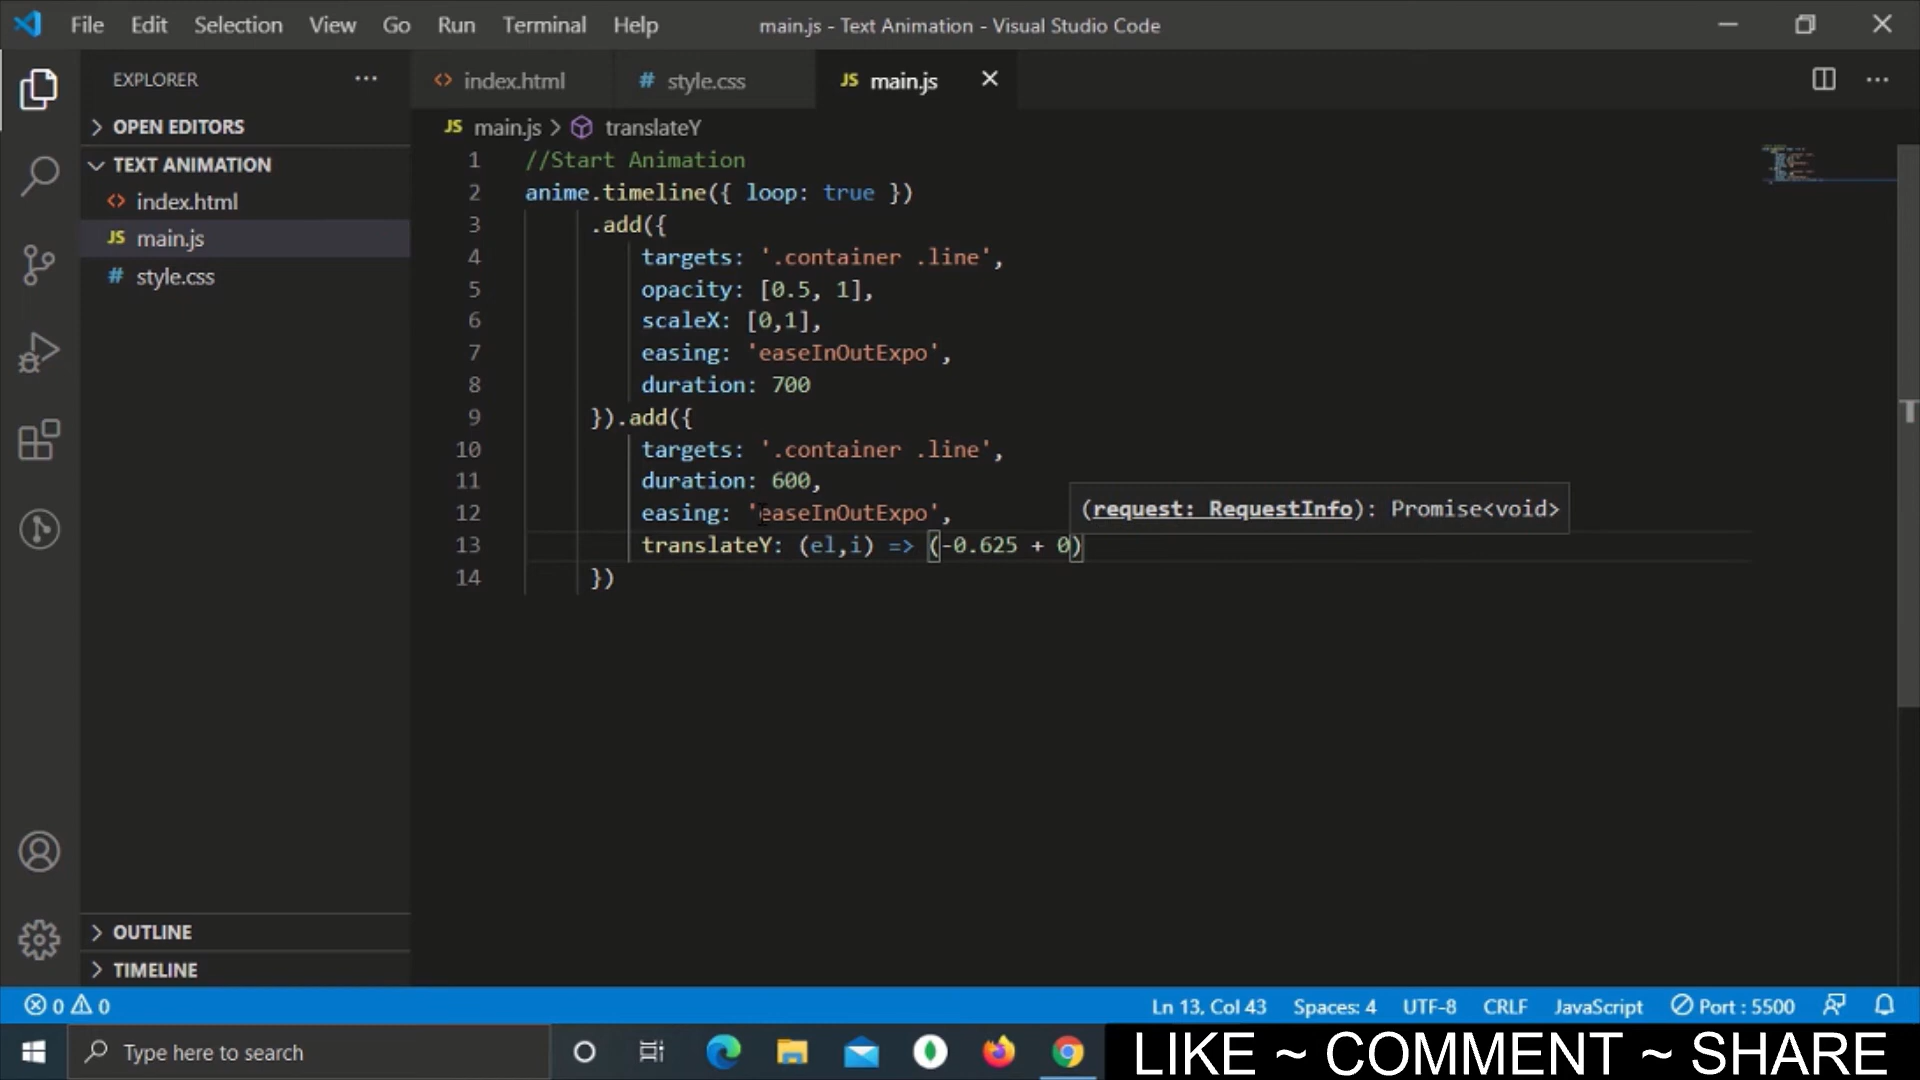 File Edit Selection View Go Run Terminal Help main.js - Text Animation - Visual Studio Code
EXPLORER
index.html style.css main.js
OPEN EDITORS
TEXT ANIMATION
index.html
main.js
style.css
main.js > translateY
1 //Start Animation
2 anime.timeline({ loop: true })
3 .add({
4 targets: '.container .line',
5 opacity: [0.5, 1],
6 scaleX: [0,1],
7 easing: 'easeInOutExpo',
8 duration: 700
9 }).add({
10 targets: '.container .line',
11 duration: 600,
12 easing: 'easeInOutExpo',
(request: RequestInfo): Promise<void>
13 translateY: (el,i) => (-0.625 + 0)
14 })
OUTLINE
TIMELINE
0 0 Ln 13, Col 43 Spaces: 4 UTF-8 CRLF JavaScript Port : 5500
Type here to search
LIKE ~ COMMENT ~ SHARE